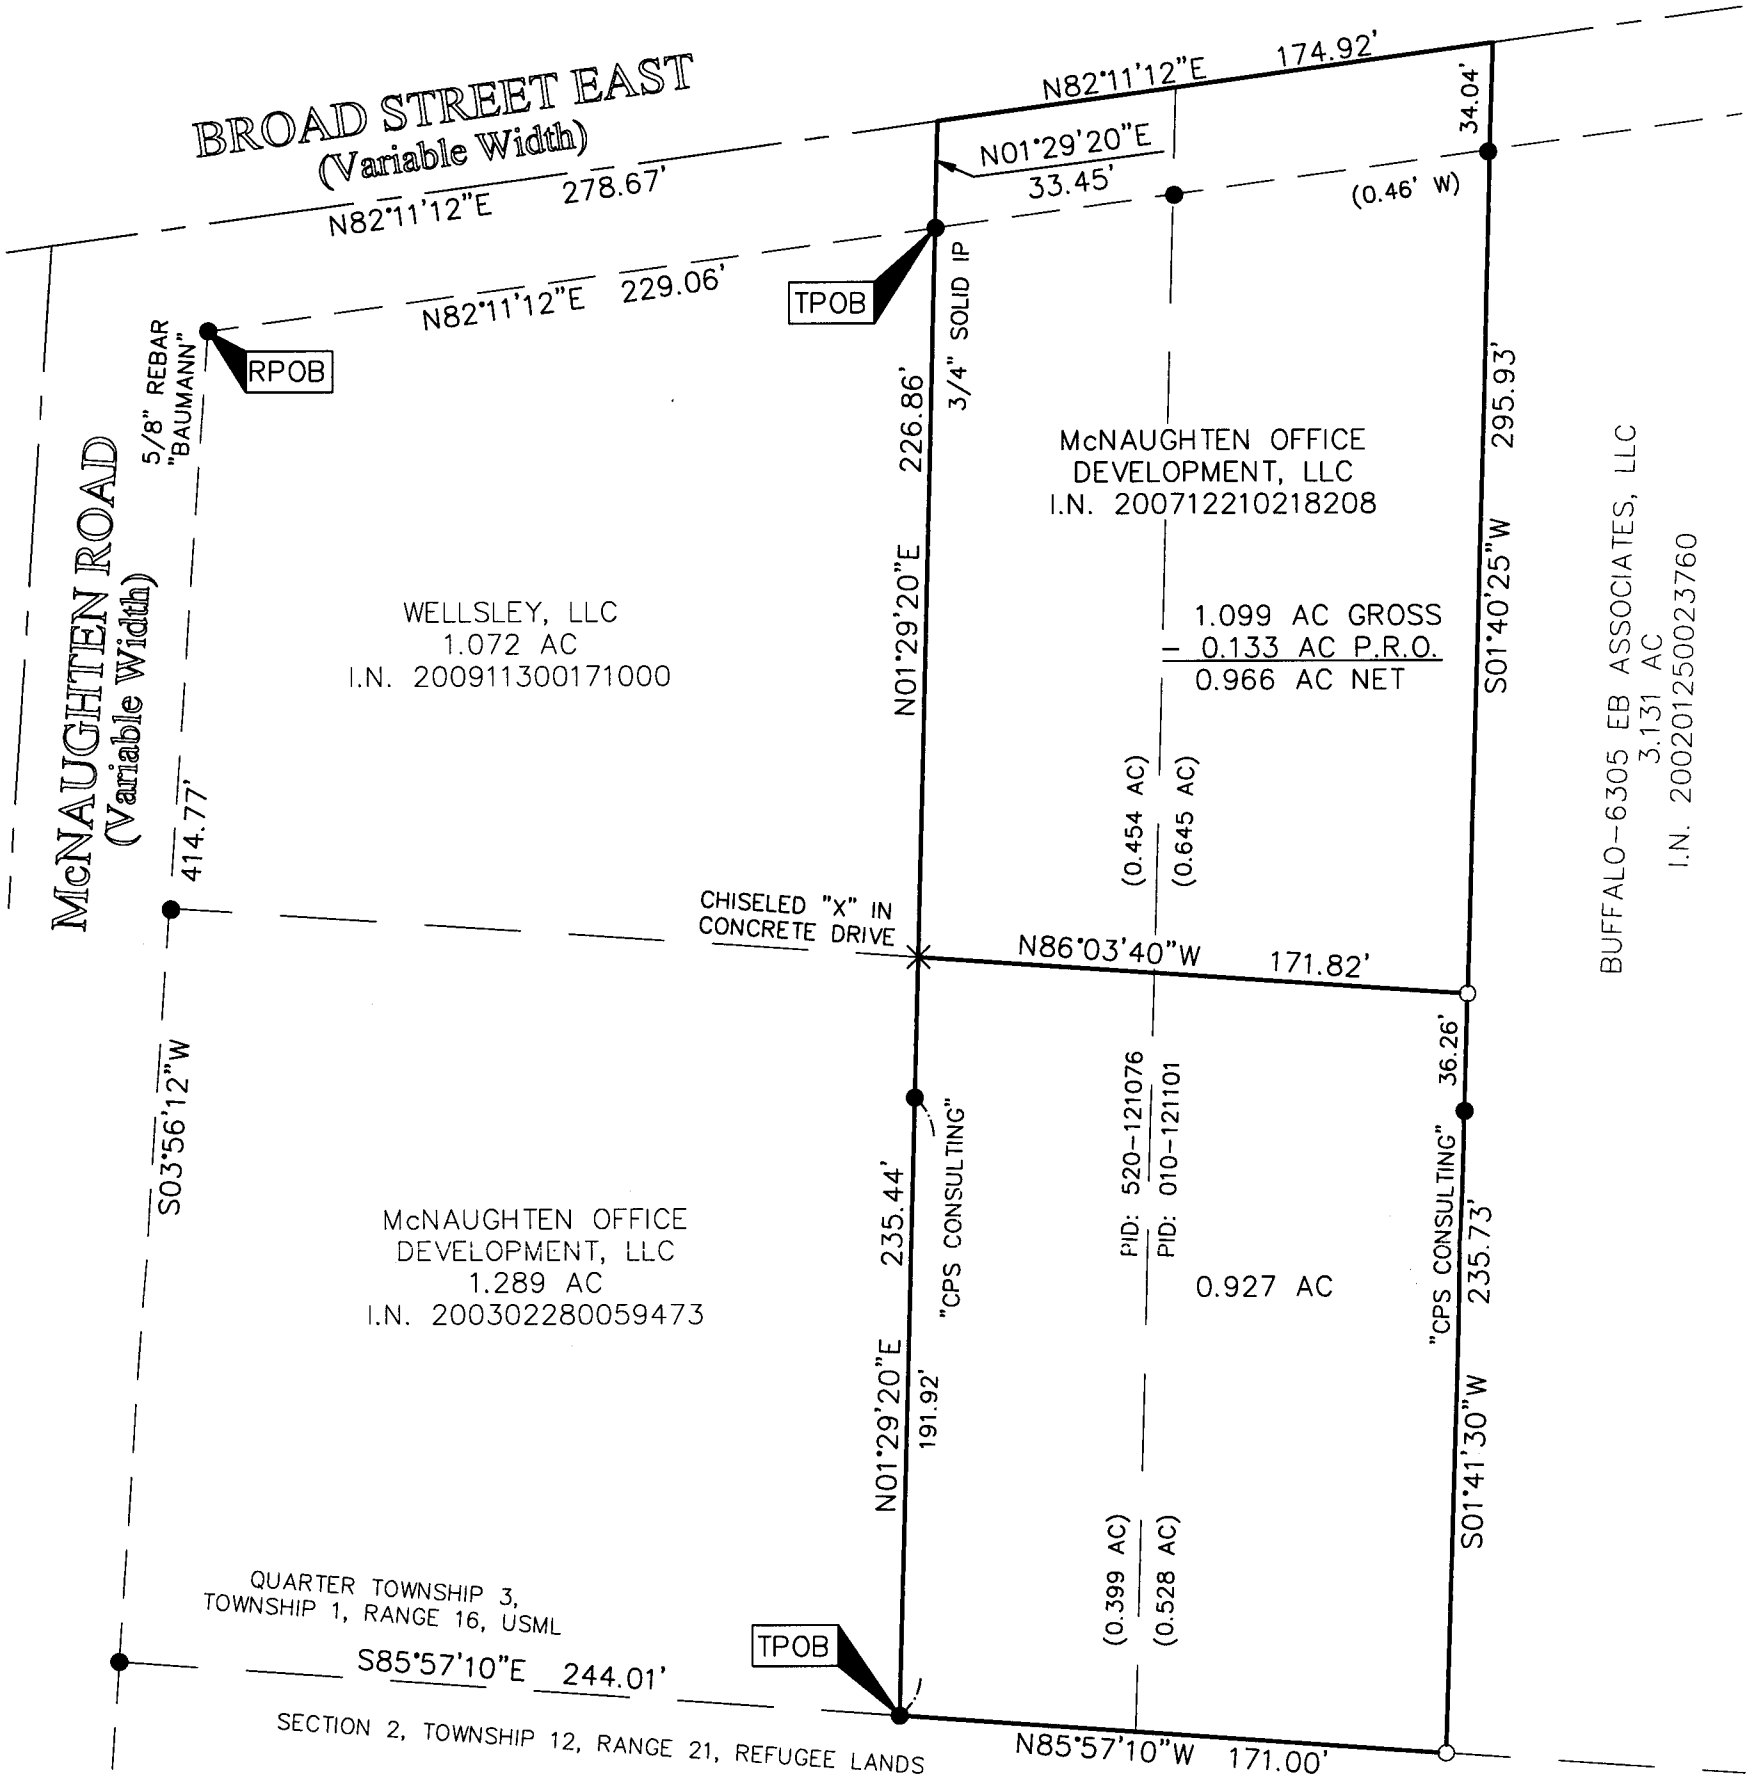 BROAD STREET EAST
(Variable Width)
N82°11'12"E 278.67'
N82°11'12"E 174.92'
34.04'
N01°29'20"E
33.45'
(0.46' W)
N82°11'12"E 229.06'
TPOB
3/4" SOLID IP
5/8" REBAR
"BAUMANN"
RPOB
McNAUGHTEN ROAD
(Variable Width)
226.86'
N01°29'20"E
McNAUGHTEN OFFICE
DEVELOPMENT, LLC
I.N. 200712210218208
295.93'
S01°40'25"W
BUFFALO-6305 EB ASSOCIATES, LLC
3.131 AC
I.N. 200201250023760
WELLSLEY, LLC
1.072 AC
I.N. 200911300171000
1.099 AC GROSS
- 0.133 AC P.R.O.
0.966 AC NET
(0.454 AC)
(0.645 AC)
414.77'
S03°56'12"W
CHISELED "X" IN
CONCRETE DRIVE
N86°03'40"W 171.82'
36.26'
PID: 520-121076
PID: 010-121101
"CPS CONSULTING"
235.44'
N01°29'20"E
191.92'
McNAUGHTEN OFFICE
DEVELOPMENT, LLC
1.289 AC
I.N. 200302280059473
0.927 AC
"CPS CONSULTING"
235.73'
S01°41'30"W
(0.399 AC)
(0.528 AC)
QUARTER TOWNSHIP 3,
TOWNSHIP 1, RANGE 16, USML
S85°57'10"E 244.01'
TPOB
SECTION 2, TOWNSHIP 12, RANGE 21, REFUGEE LANDS
N85°57'10"W 171.00'